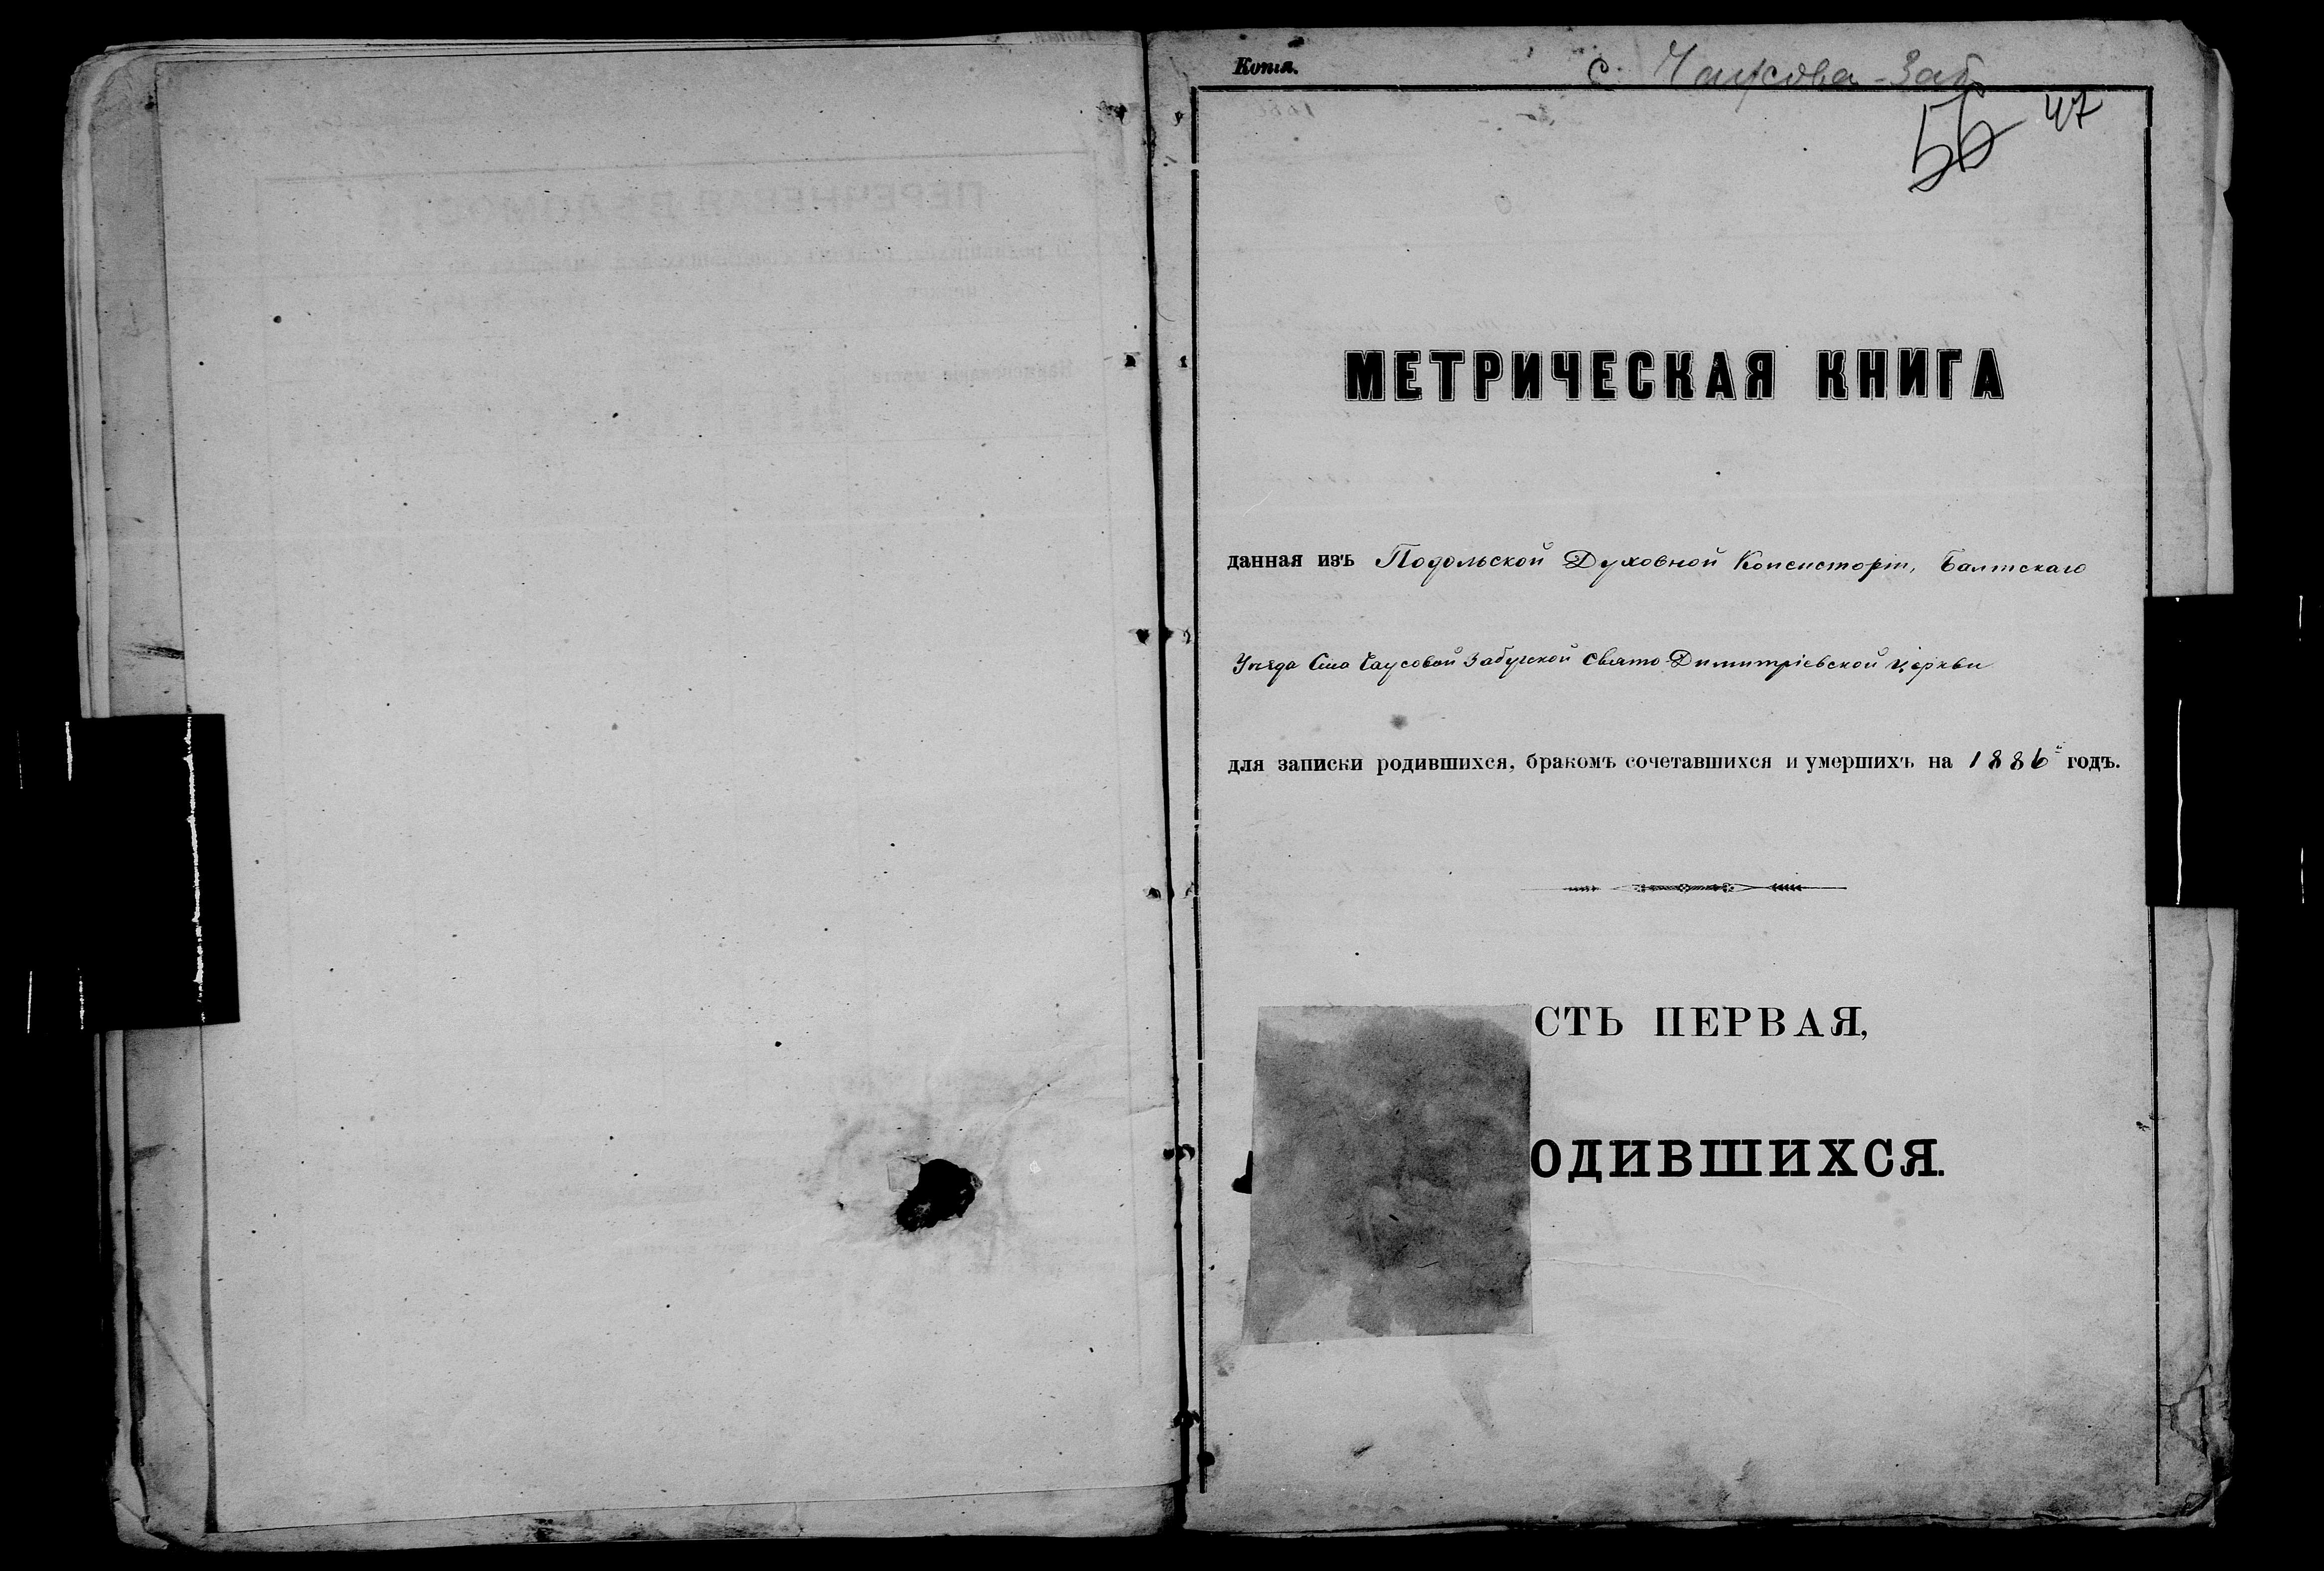 Копія.
с. Чаусова-Заб.
56 47
МЕТРИЧЕСКАЯ КНИГА
данная изъ Подольской Духовной Консисторіи, Балтскаго
Уѣзда Села Чаусовой Забугской Свято-Димитріевской церкви
для записки родившихся, бракомъ сочетавшихся и умершихъ на 1886й годъ.
СТЬ ПЕРВАЯ,
ОДИВШИХСЯ.